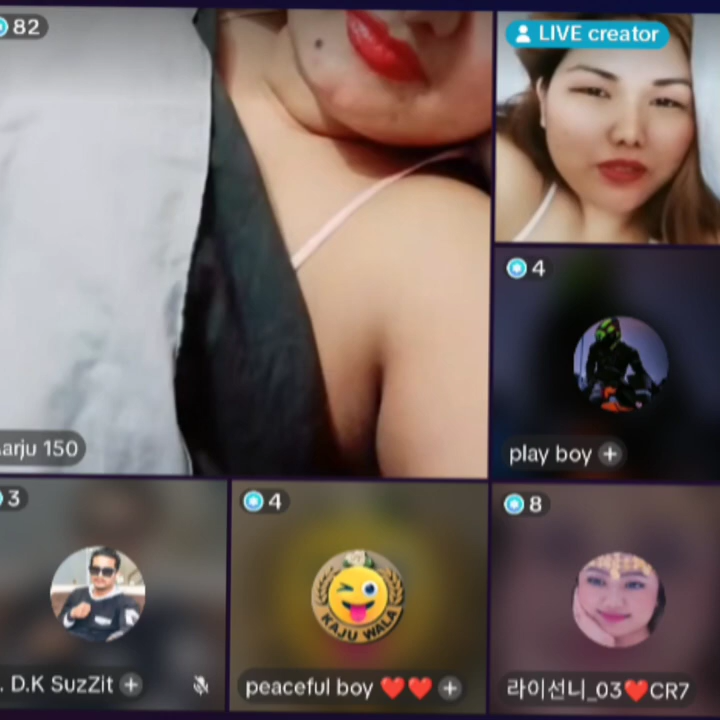 82
LIVE creator
arju 150
4
play boy
3
. D.K SuzZit
4
KAJU WALA
peaceful boy ❤️❤️
8
라이선니_03❤️CR7